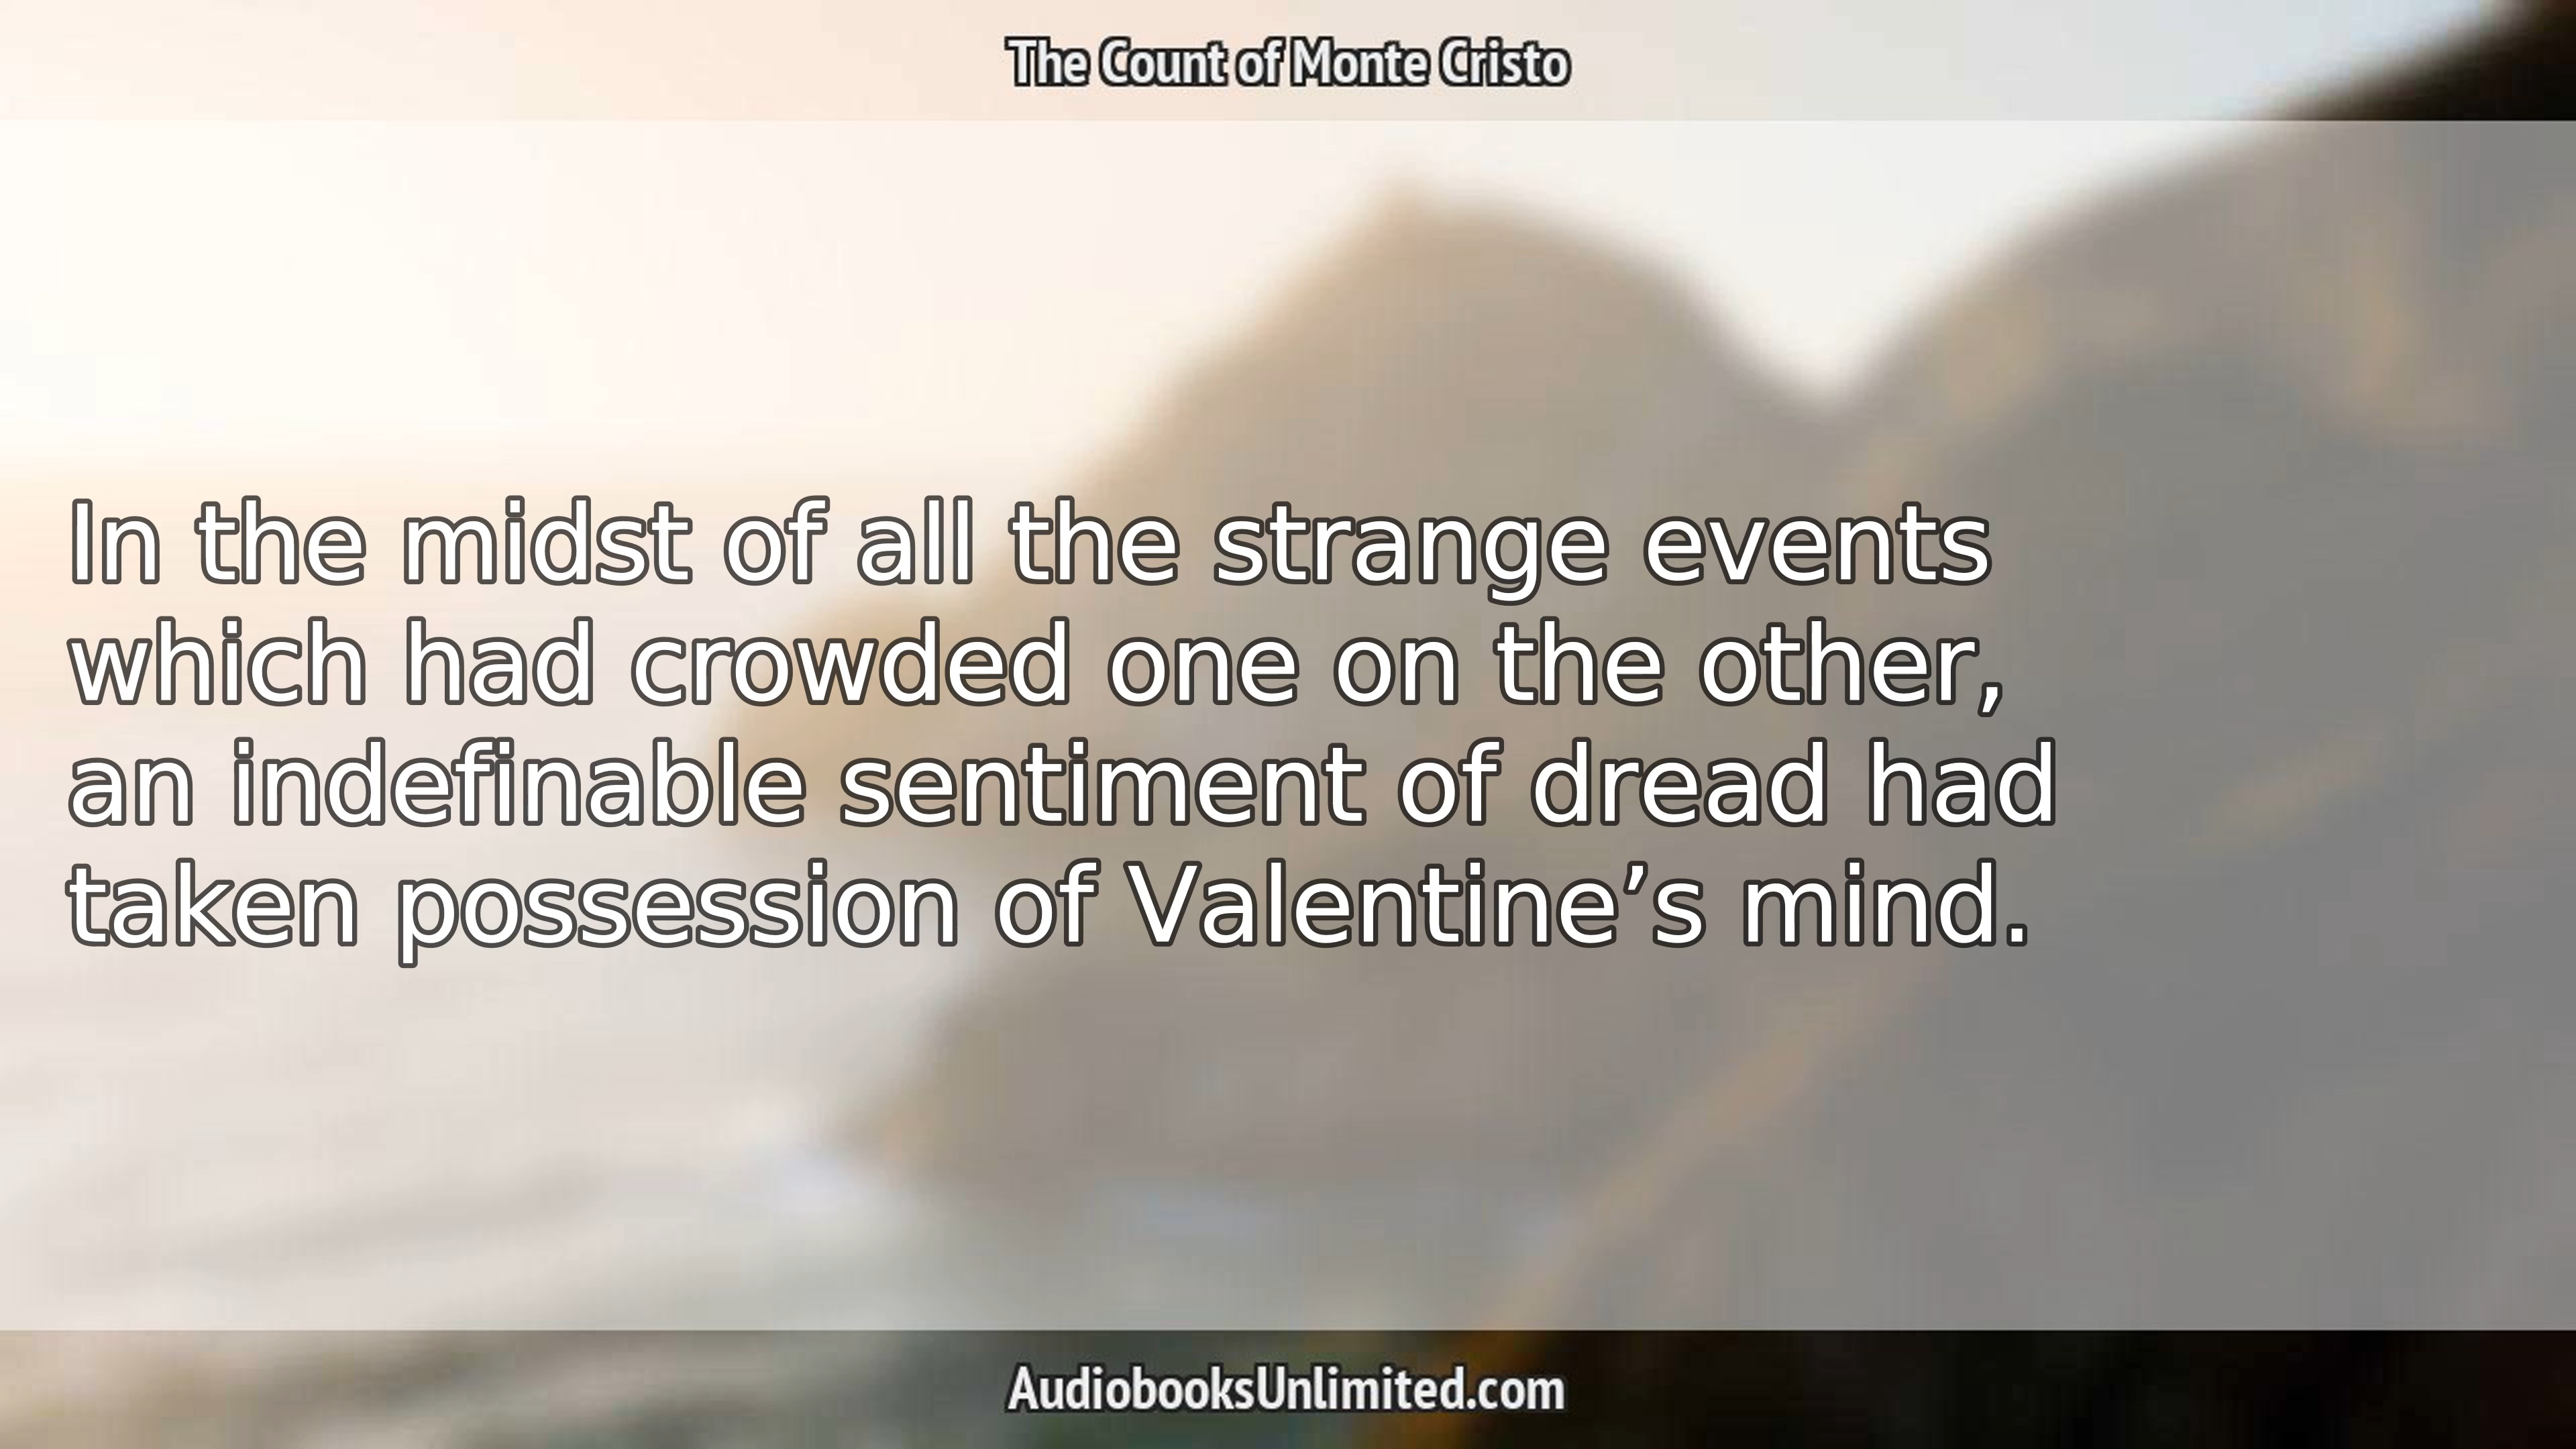 The Count of Monte Cristo
In the midst of all the strange events
which had crowded one on the other,
an indefinable sentiment of dread had
taken possession of Valentine’s mind.
AudiobooksUnlimited.com